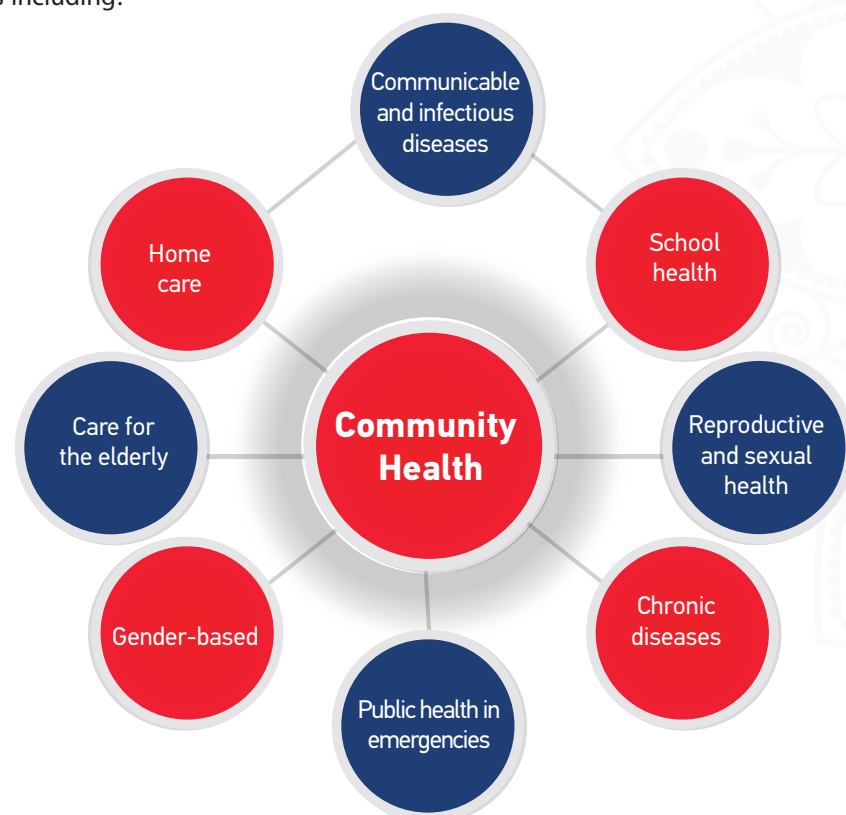 s including:
Communicable
and infectious
diseases
Home
care
School
health
Care for
the elderly
Community
Health
Reproductive
and sexual
health
Gender-based
Chronic
diseases
Public health in
emergencies